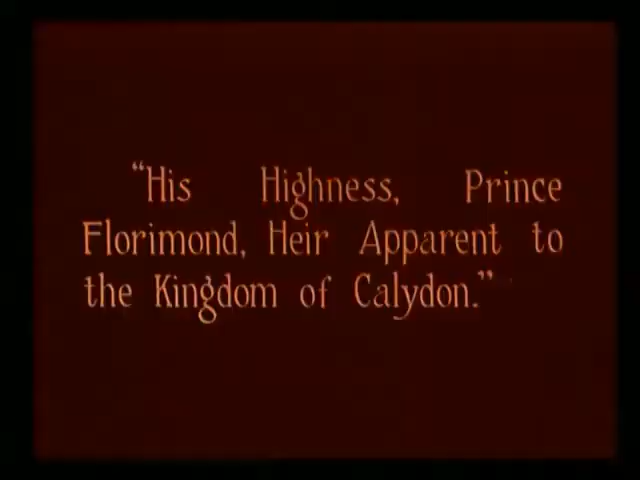 “His Highness, Prince
Florimond, Heir Apparent to
the Kingdom of Calydon.”